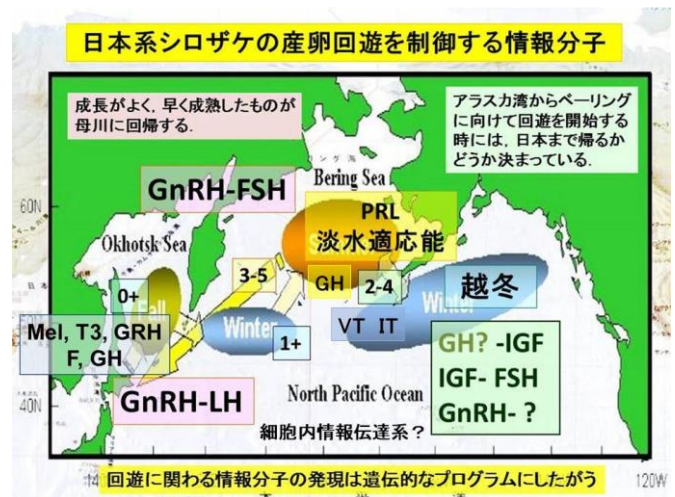 日本系シロザケの産卵回遊を制御する情報分子
成長がよく，早く成熟したものが
母川に回帰する．
アラスカ湾からベーリング
に向けて回遊を開始する
時には，日本まで帰るか
どうか決まっている．
GnRH-FSH
Bering Sea
60N
PRL
淡水適応能
Okhotsk Sea
3-5
GH
2-4
越冬
0+
Fall
Winter
Winter
1+
VT IT
Mel, T3, GRH
F, GH
GH? -IGF
IGF- FSH
GnRH- ?
GnRH-LH
40N
North Pacific Ocean
細胞内情報伝達系？
回遊に関わる情報分子の発現は遺伝的なプログラムにしたがう
120W